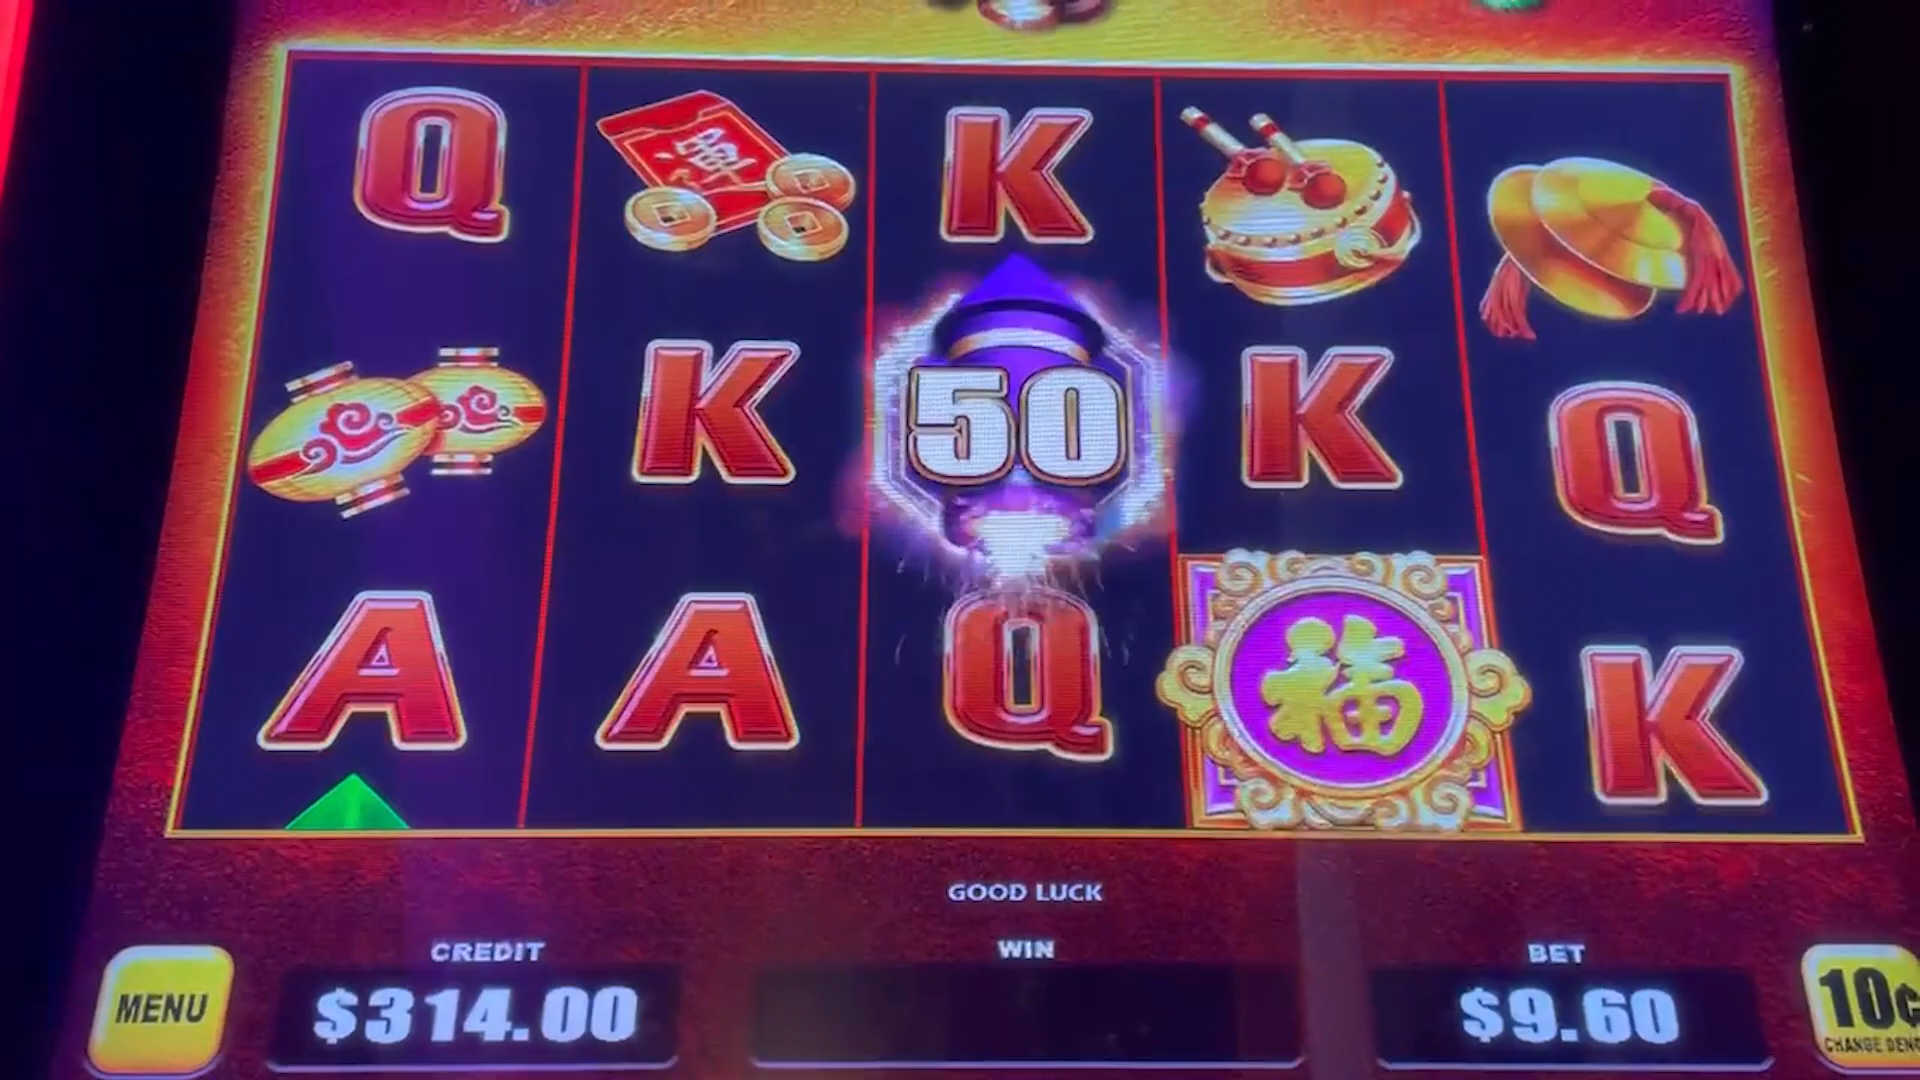 Q
K
K
50
K
Q
A
A
Q
福
K
GOOD LUCK
MENU
CREDIT
$314.00
WIN
BET
$9.60
10¢